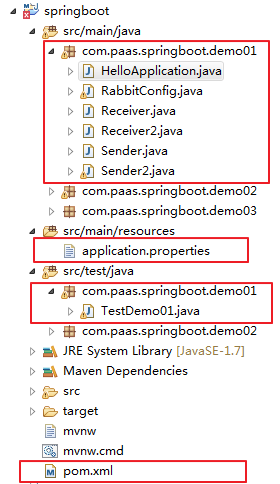 springboot
src/main/java
com.paas.springboot.demo01
HelloApplication.java
RabbitConfig.java
Receiver.java
Receiver2.java
Sender.java
Sender2.java
com.paas.springboot.demo02
com.paas.springboot.demo03
src/main/resources
application.properties
src/test/java
com.paas.springboot.demo01
TestDemo01.java
com.paas.springboot.demo02
JRE System Library [JavaSE-1.7]
Maven Dependencies
src
target
mvnw
mvnw.cmd
pom.xml